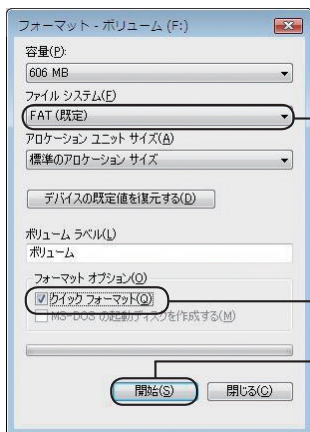 フォーマット - ボリューム (F:)
容量(P):
606 MB
ファイル システム(F)
FAT (既定)
アロケーション ユニット サイズ(A)
標準のアロケーション サイズ
デバイスの既定値を復元する(D)
ボリューム ラベル(L)
ボリューム
フォーマット オプション(O)
クイック フォーマット(Q)
MS-DOS の起動ディスクを作成する(M)
開始(S)
閉じる(C)